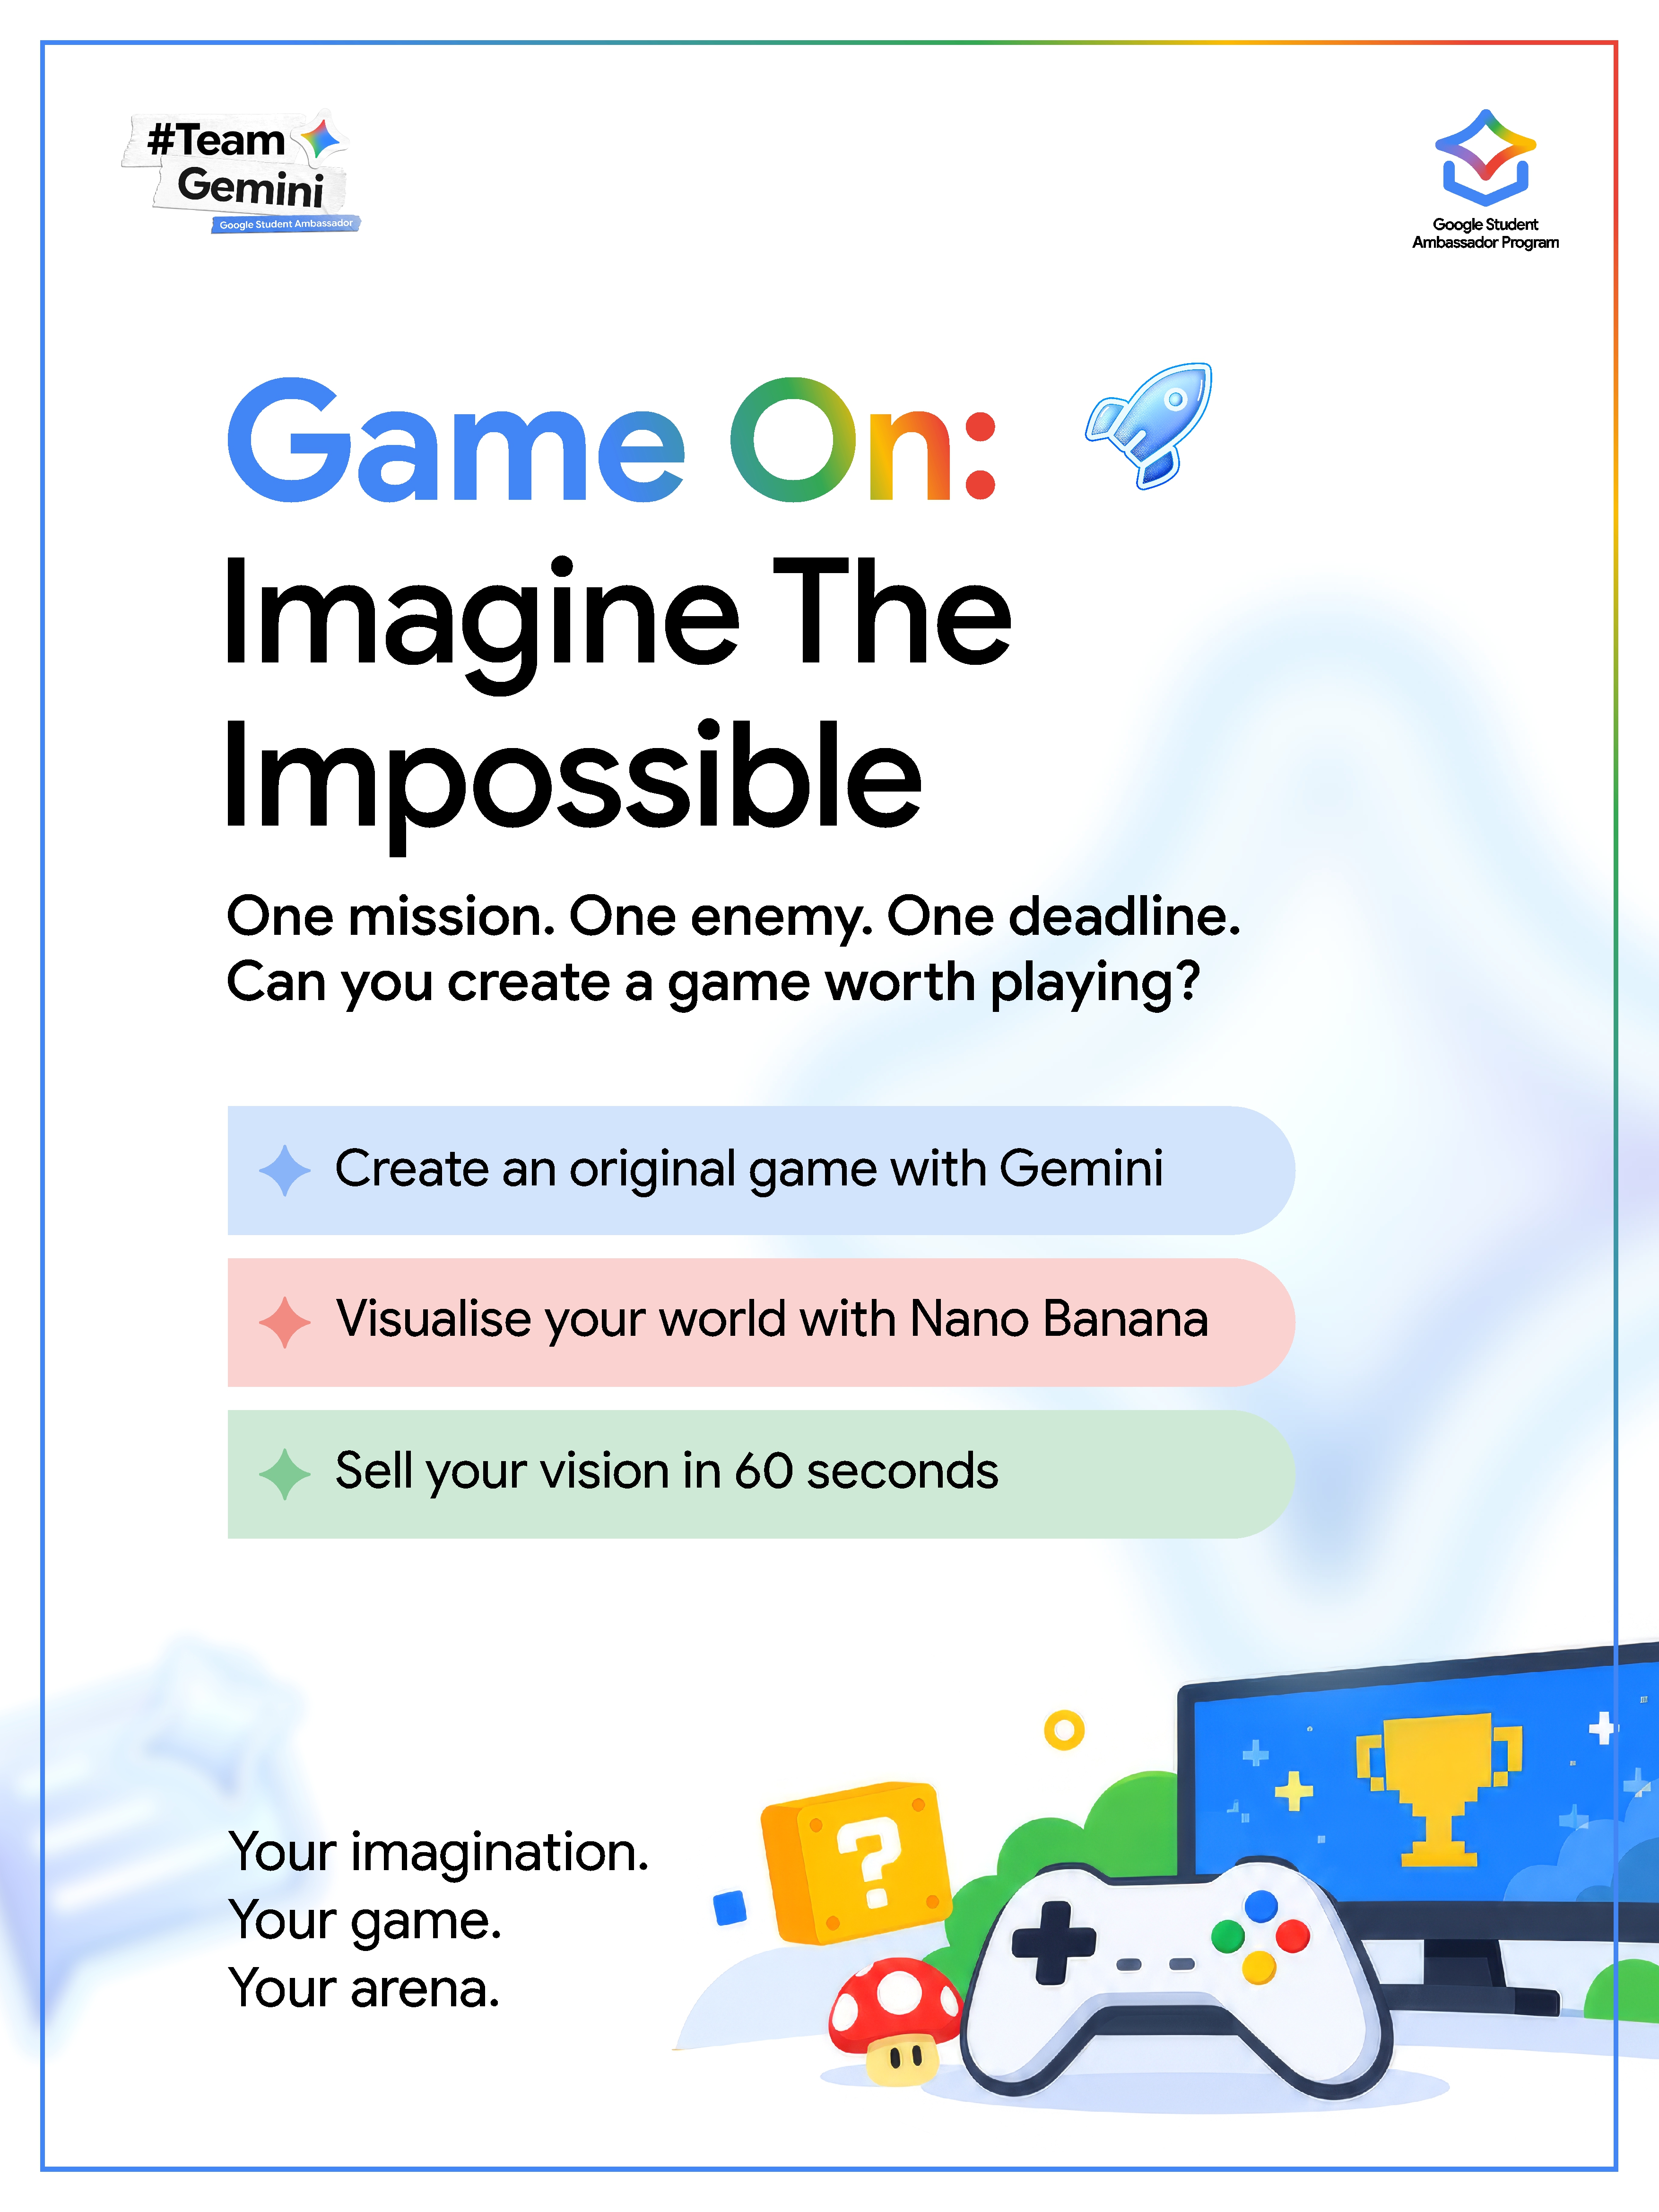 #Team
Gemini
Google Student Ambassador
Google Student
Ambassador Program
Game On:
Imagine The
Impossible
One mission. One enemy. One deadline.
Can you create a game worth playing?
Create an original game with Gemini
Visualise your world with Nano Banana
Sell your vision in 60 seconds
Your imagination.
Your game.
Your arena.
?